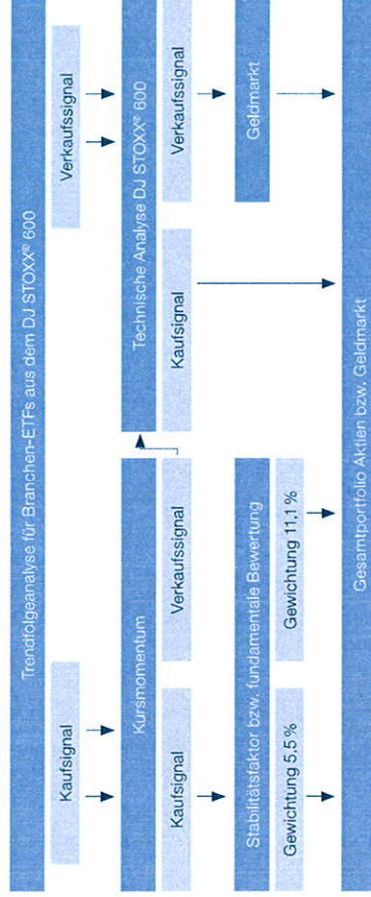 Trendfolgeanalyse für Branchen-ETFs aus dem DJ STOXX® 600
Kaufsignal
Verkaufssignal
Kursmomentum
Technische Analyse DJ STOXX® 600
Kaufsignal
Verkaufssignal
Kaufsignal
Verkaufssignal
Stabilitätsfaktor bzw. fundamentale Bewertung
Geldmarkt
Gewichtung 5.5 %
Gewichtung 11,1 %
Gesamtportfolio Aktien bzw. Geldmarkt